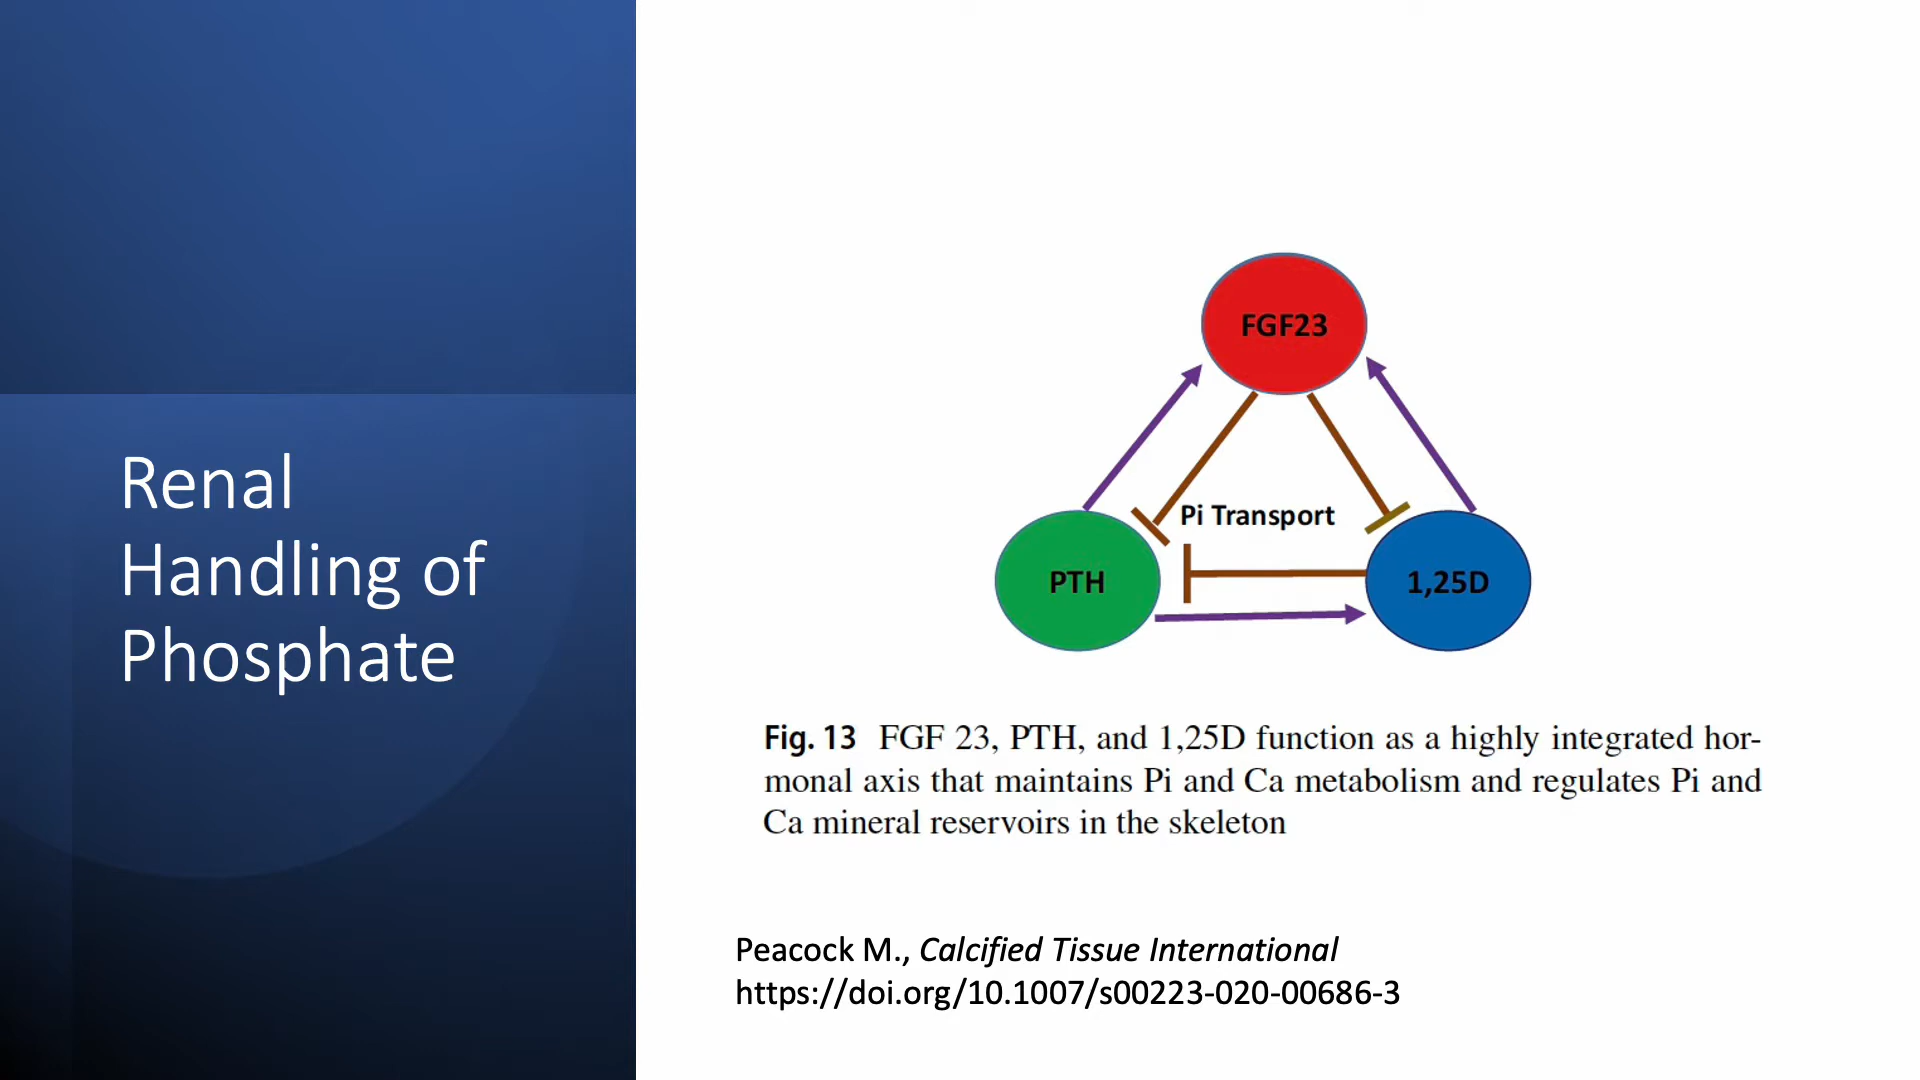 Renal
Handling of
Phosphate
FGF23
Pi Transport
PTH
1,25D
Fig. 13 FGF 23, PTH, and 1,25D function as a highly integrated hor-
monal axis that maintains Pi and Ca metabolism and regulates Pi and
Ca mineral reservoirs in the skeleton
Peacock M., Calcified Tissue International
https://doi.org/10.1007/s00223-020-00686-3